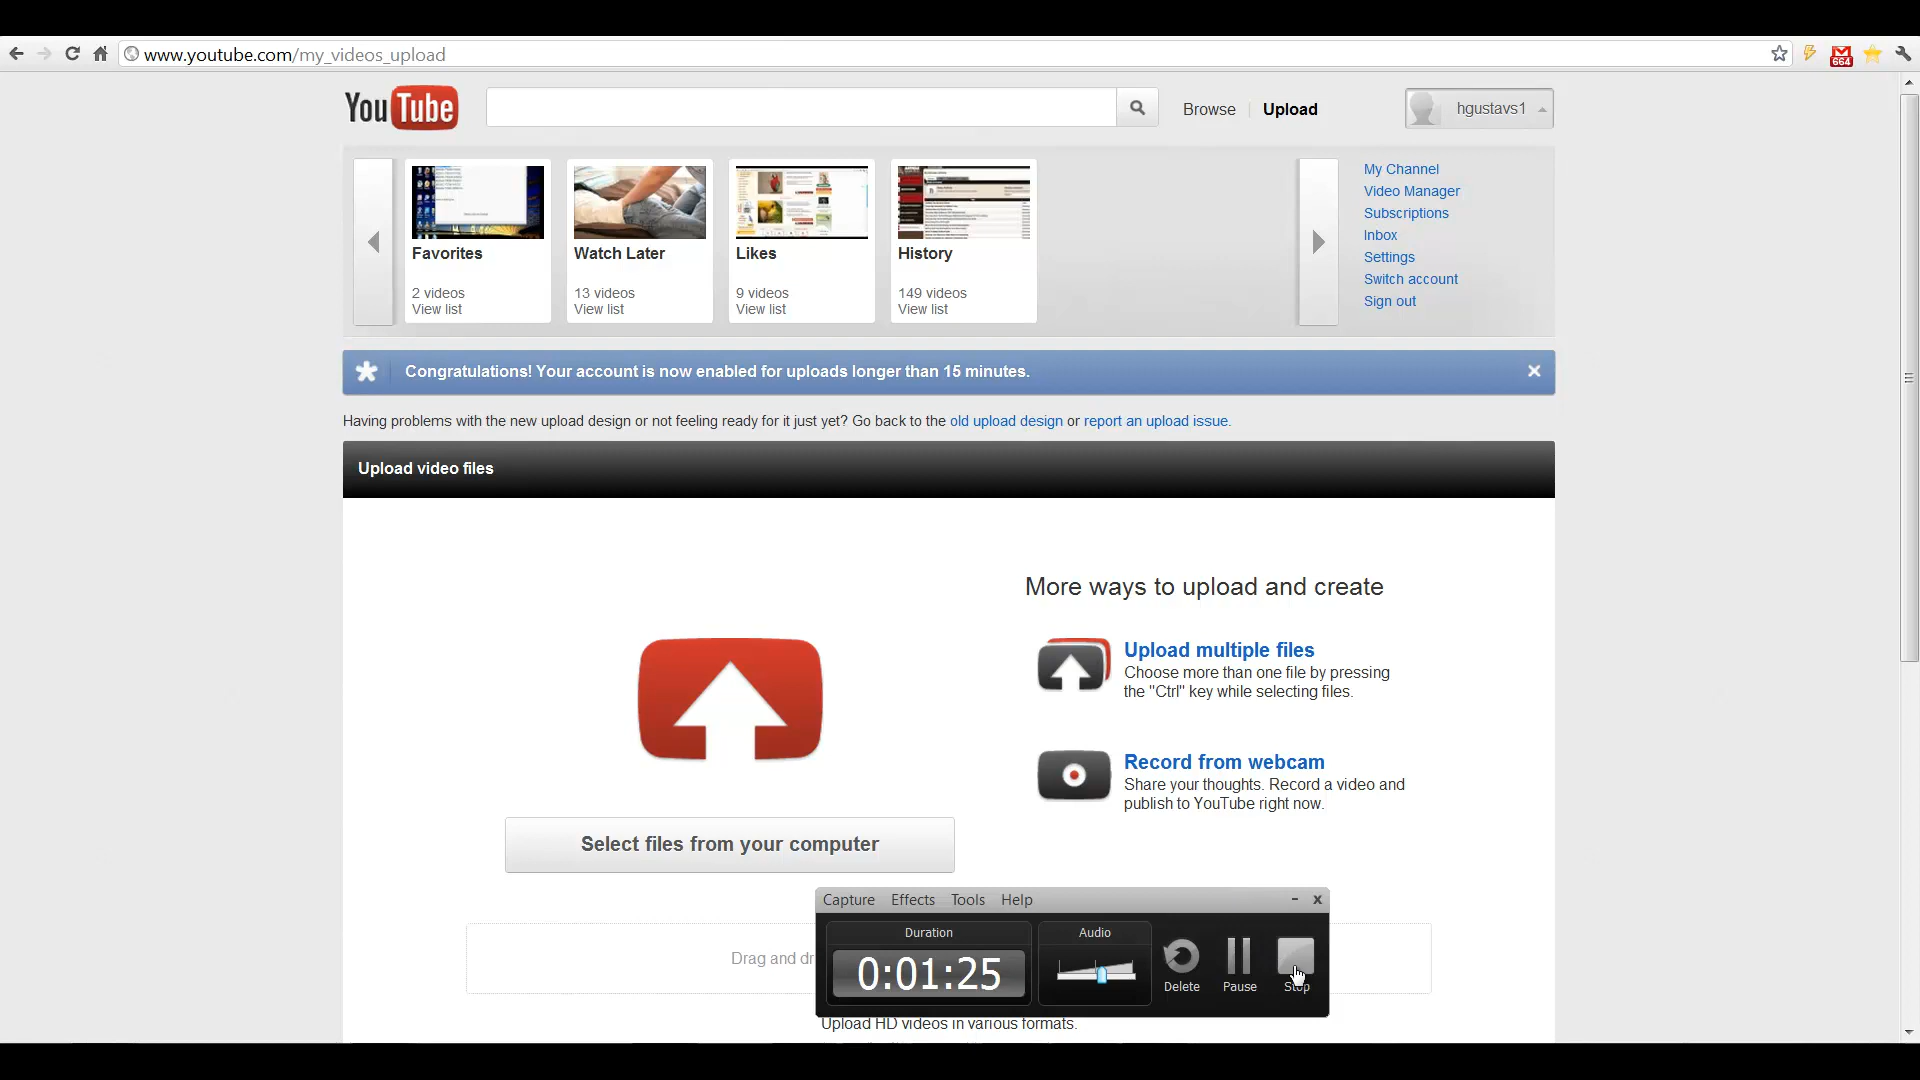 www.youtube.com/my_videos_upload
664
YouTube
Browse
Upload
hgustavs1
Favorites
2 videos
View list
Watch Later
13 videos
View list
Likes
9 videos
View list
History
149 videos
View list
My Channel
Video Manager
Subscriptions
Inbox
Settings
Switch account
Sign out
Congratulations! Your account is now enabled for uploads longer than 15 minutes.
Having problems with the new upload design or not feeling ready for it just yet? Go back to the old upload design or report an upload issue.
Upload video files
Select files from your computer
More ways to upload and create
Upload multiple files
Choose more than one file by pressing
the "Ctrl" key while selecting files.
Record from webcam
Share your thoughts. Record a video and
publish to YouTube right now.
Drag and dr
Capture Effects Tools Help
Duration
0:01:25
Audio
Delete
Pause
Stop
Upload HD videos in various formats.